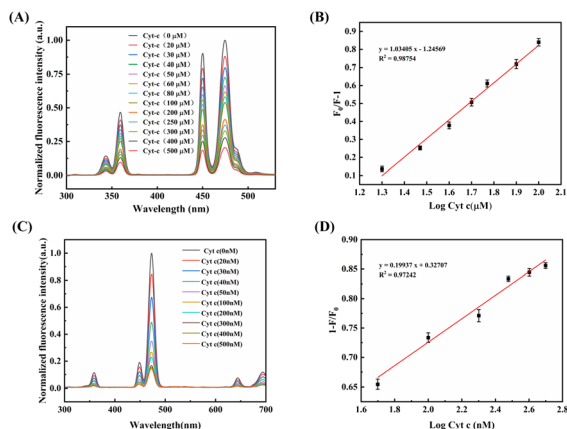 (A)
Normalized fluorescence intensity (a.u.)
1.00
0.75
0.50
0.25
0.00
Cyt-c (0 μM)
Cyt-c (20 μM)
Cyt-c (30 μM)
Cyt-c (40 μM)
Cyt-c (50 μM)
Cyt-c (60 μM)
Cyt-c (80 μM)
Cyt-c (100 μM)
Cyt-c (200 μM)
Cyt-c (250 μM)
Cyt-c (300 μM)
Cyt-c (400 μM)
Cyt-c (500 μM)
300 350 400 450 500
Wavelength (nm)
(B)
F0/F-1
0.9
0.8
0.7
0.6
0.5
0.4
0.3
0.2
0.1
y = 1.03405 x - 1.24569
R2 = 0.98754
1.2 1.3 1.4 1.5 1.6 1.7 1.8 1.9 2.0 2.1
Log Cyt c(μM)
(C)
Normalized fluorescence intensity(a.u.)
1.0
0.8
0.6
0.4
0.2
0.0
Cyt c(0nM)
Cyt c(20nM)
Cyt c(30nM)
Cyt c(40nM)
Cyt c(50nM)
Cyt c(100nM)
Cyt c(200nM)
Cyt c(300nM)
Cyt c(400nM)
Cyt c(500nM)
300 400 500 600 700
Wavelength(nm)
(D)
1-F/F0
0.90
0.85
0.80
0.75
0.70
0.65
y = 0.19937 x + 0.32707
R2 = 0.97242
1.6 1.8 2.0 2.2 2.4 2.6 2.8
Log Cyt c (nM)